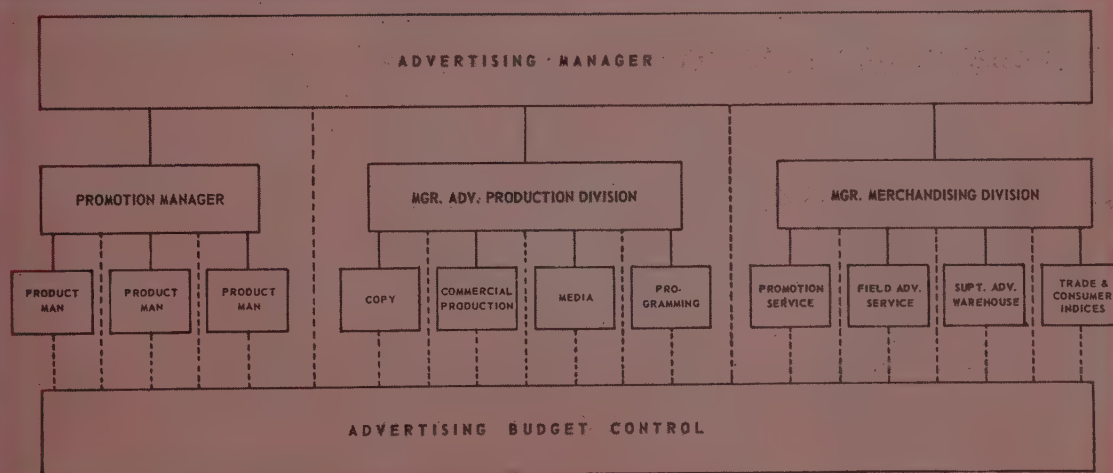 ADVERTISING MANAGER
PROMOTION MANAGER
MGR. ADV. PRODUCTION DIVISION
MGR. MERCHANDISING DIVISION
PRODUCT
MAN
PRODUCT
MAN
PRODUCT
MAN
COPY
COMMERCIAL
PRODUCTION
MEDIA
PRO-
GRAMMING
PROMOTION
SERVICE
FIELD ADV.
SERVICE
SUPT. ADV.
WAREHOUSE
TRADE &
CONSUMER
INDICES
ADVERTISING BUDGET CONTROL